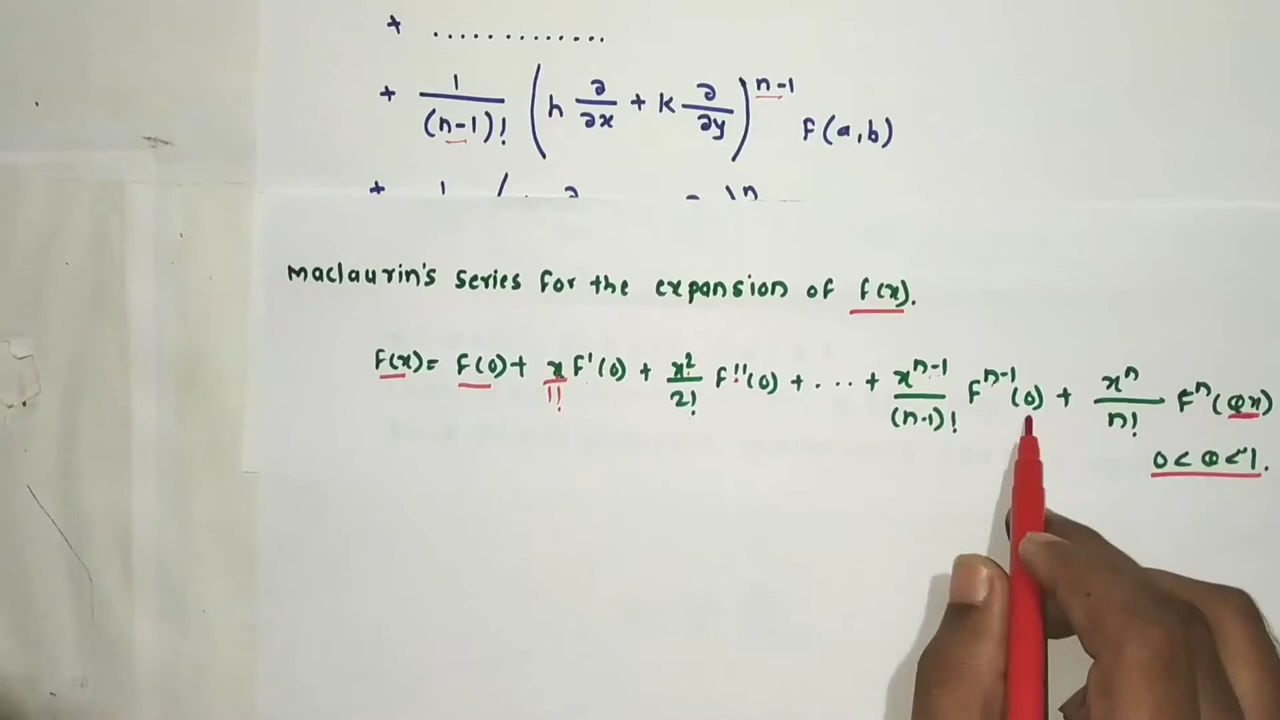 + .............
+ 1/(n-1)! (h ∂/∂x + k ∂/∂y)^{n-1} F(a,b)
Maclaurin's series for the expansion of f(x).
F(x)= F(0)+ x/1! F'(0) + x²/2! F''(0) + ... + x^{n-1}/(n-1)! F^{n-1}(0) + x^n/n! F^n(θx)
0<θ<1.